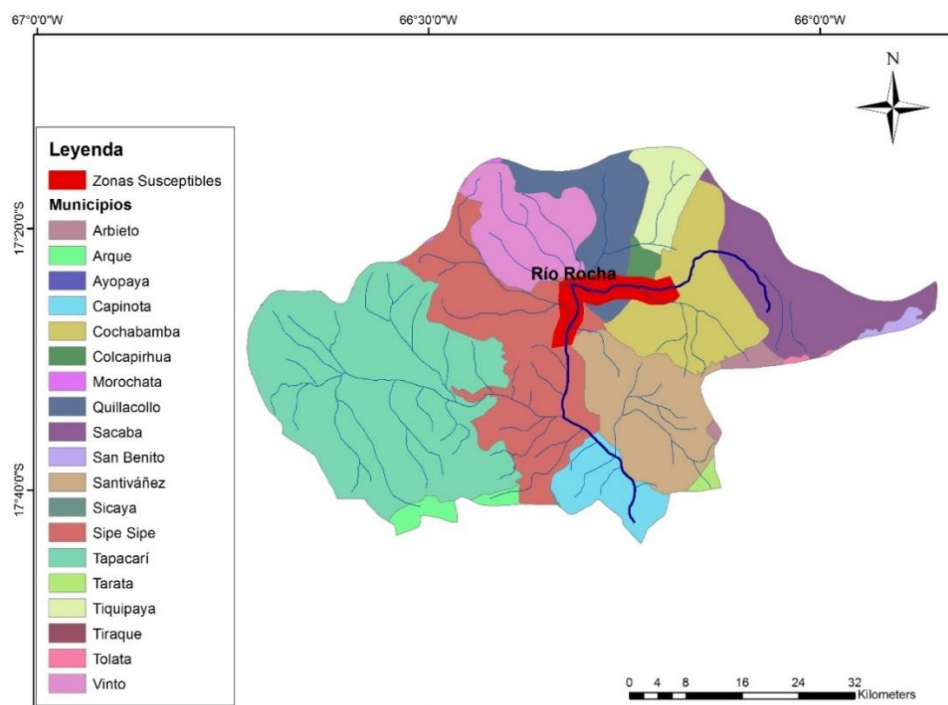 67°0'0"W
66°30'0"W
66°0'0"W
N
17°20'0"S
17°40'0"S
Leyenda
Zonas Susceptibles
Municipios
Arbieto
Arque
Ayopaya
Capinota
Cochabamba
Colcapirhua
Morochata
Quillacollo
Sacaba
San Benito
Santiváñez
Sicaya
Sipe Sipe
Tapacarí
Tarata
Tiquipaya
Tiraque
Tolata
Vinto
Río Rocha
0 2 4 8 16 24 32
Kilometers